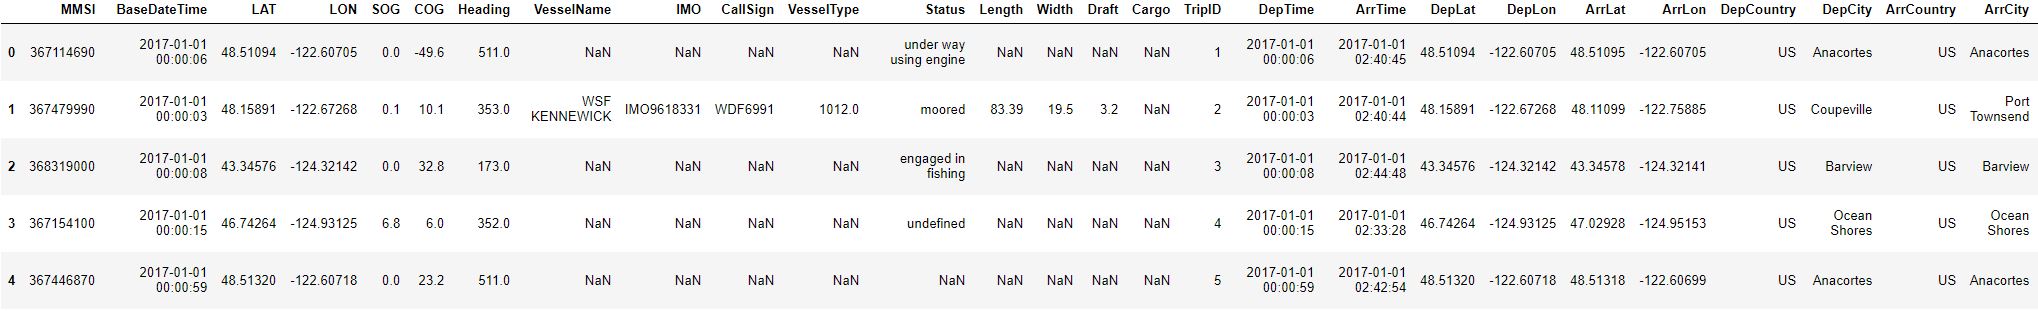 MMSI BaseDateTime LAT LON SOG COG Heading VesselName IMO CallSign VesselType Status Length Width Draft Cargo TripID DepTime ArrTime DepLat DepLon ArrLat ArrLon DepCountry DepCity ArrCountry ArrCity
0 367114690 2017-01-01 00:00:06 48.51094 -122.60705 0.0 -49.6 511.0 NaN NaN NaN NaN under way using engine NaN NaN NaN NaN 1 2017-01-01 00:00:06 2017-01-01 02:40:45 48.51094 -122.60705 48.51095 -122.60705 US Anacortes US Anacortes
1 367479990 2017-01-01 00:00:03 48.15891 -122.67268 0.1 10.1 353.0 WSF KENNEWICK IMO9618331 WDF6991 1012.0 moored 83.39 19.5 3.2 NaN 2 2017-01-01 00:00:03 2017-01-01 02:40:44 48.15891 -122.67268 48.11099 -122.75885 US Coupeville US Port Townsend
2 368319000 2017-01-01 00:00:08 43.34576 -124.32142 0.0 32.8 173.0 NaN NaN NaN NaN engaged in fishing NaN NaN NaN NaN 3 2017-01-01 00:00:08 2017-01-01 02:44:48 43.34576 -124.32142 43.34578 -124.32141 US Barview US Barview
3 367154100 2017-01-01 00:00:15 46.74264 -124.93125 6.8 6.0 352.0 NaN NaN NaN NaN undefined NaN NaN NaN NaN 4 2017-01-01 00:00:15 2017-01-01 02:33:28 46.74264 -124.93125 47.02928 -124.95153 US Ocean Shores US Ocean Shores
4 367446870 2017-01-01 00:00:59 48.51320 -122.60718 0.0 23.2 511.0 NaN NaN NaN NaN NaN NaN NaN NaN NaN 5 2017-01-01 00:00:59 2017-01-01 02:42:54 48.51320 -122.60718 48.51318 -122.60699 US Anacortes US Anacortes